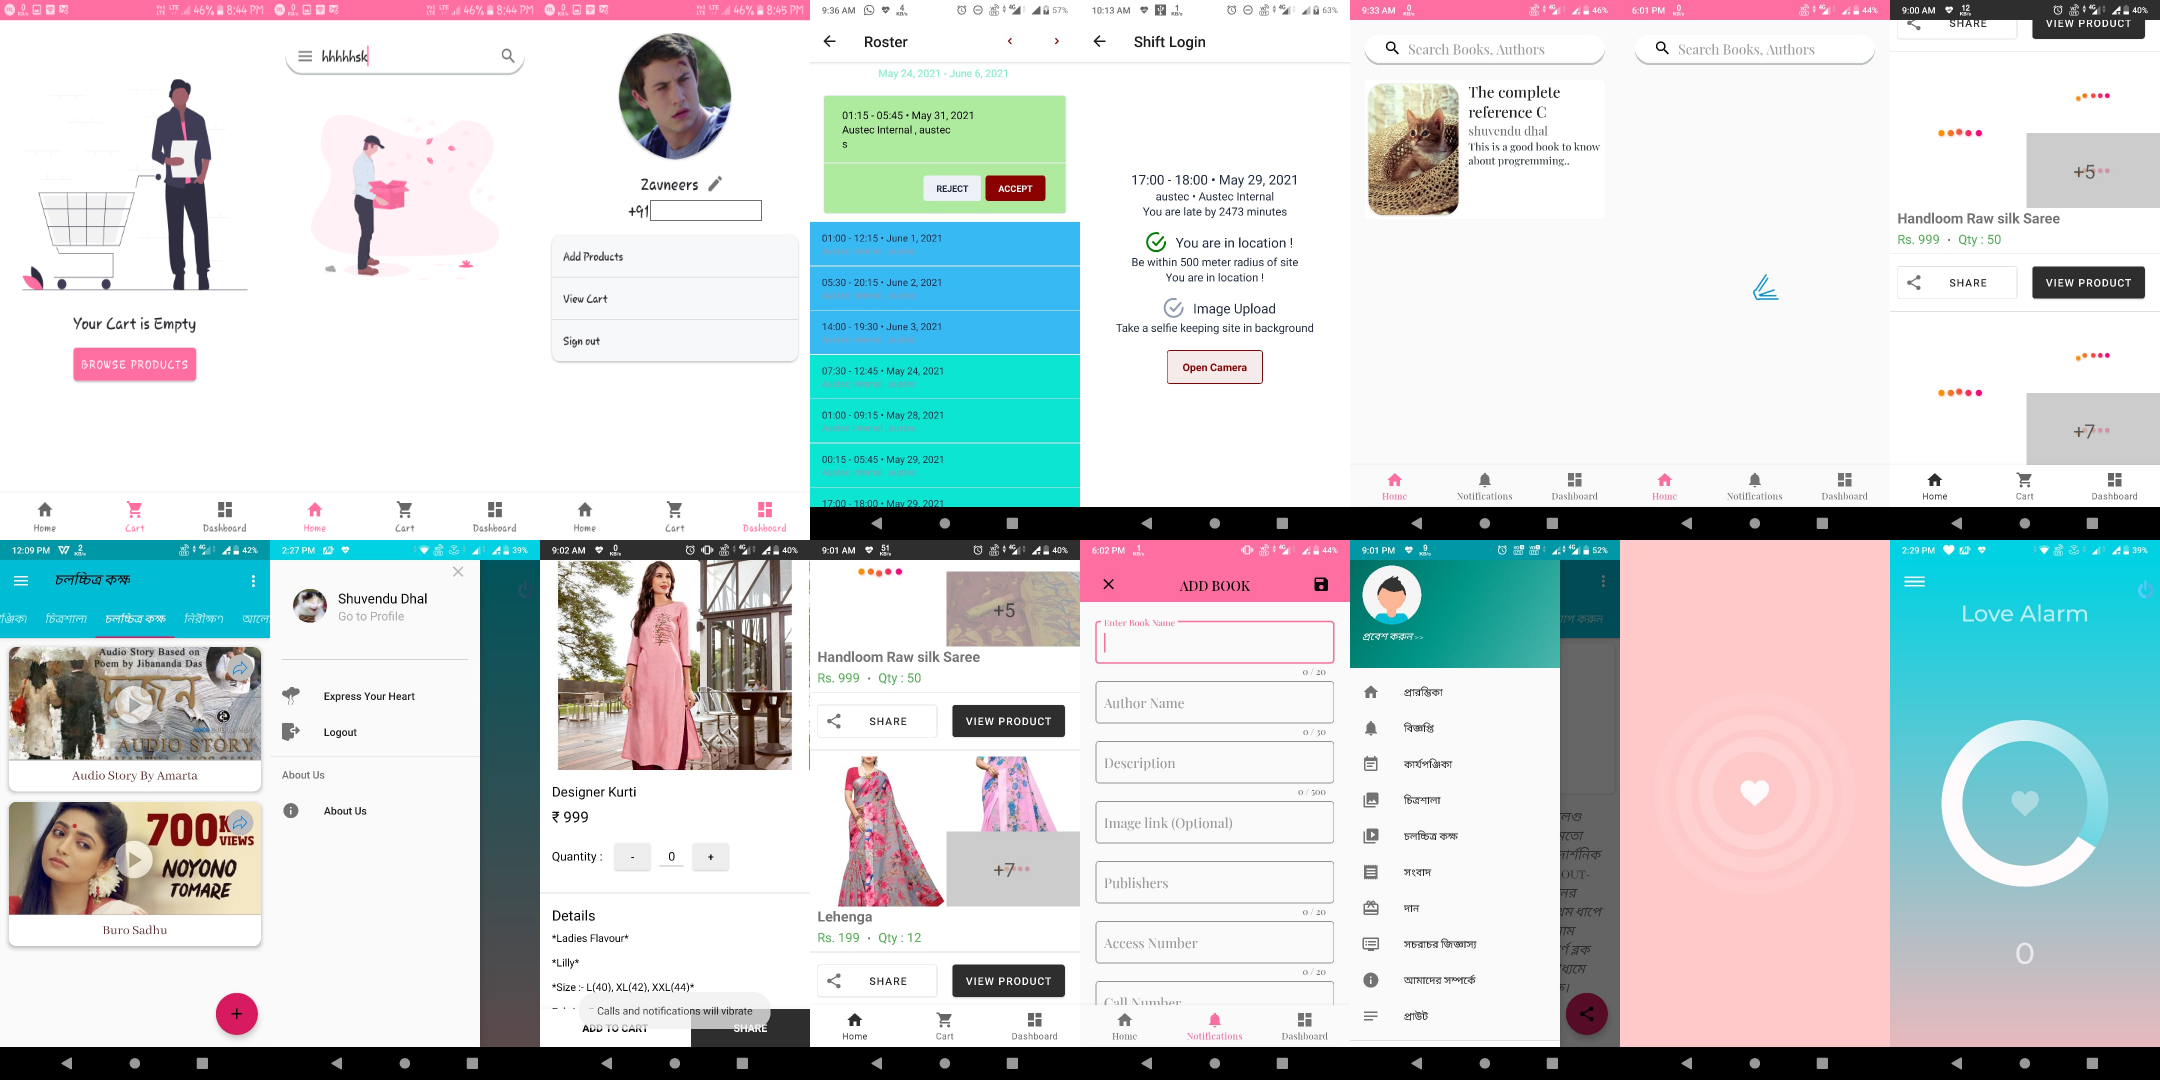 46% 8:44 PM
Your Cart is Empty
BROWSE PRODUCTS
Home
Cart
Dashboard
46% 8:44 PM
hhhhhsk
Home
Cart
Dashboard
46% 8:45 PM
Zavneers
+91
Add Products
View Cart
Sign out
Home
Cart
Dashboard
9:36 AM 57%
Roster
May 24, 2021 - June 6, 2021
01:15 - 05:45 • May 31, 2021
Austec Internal , austec
s
REJECT
ACCEPT
01:00 - 12:15 • June 1, 2021
05:30 - 20:15 • June 2, 2021
14:00 - 19:30 • June 3, 2021
07:30 - 12:45 • May 24, 2021
01:00 - 09:15 • May 28, 2021
00:15 - 05:45 • May 29, 2021
17:00 - 18:00 • May 29, 2021
10:13 AM 63%
Shift Login
17:00 - 18:00 • May 29, 2021
austec • Austec Internal
You are late by 2473 minutes
You are in location !
Be within 500 meter radius of site
You are in location !
Image Upload
Take a selfie keeping site in background
Open Camera
9:33 AM 46%
Search Books, Authors
The complete
reference C
shuvendu dhal
This is a good book to know
about progremming..
Home
Notifications
Dashboard
6:01 PM 44%
Search Books, Authors
Home
Notifications
Dashboard
9:00 AM 40%
SHARE
VIEW PRODUCT
+5
Handloom Raw silk Saree
Rs. 999 • Qty : 50
SHARE
VIEW PRODUCT
+7
Home
Cart
Dashboard
12:09 PM 42%
চলচ্চিত্র কক্ষ
চিত্রশালা চলচ্চিত্র কক্ষ নিরীক্ষণ
Audio Story Based on
Poem by Jibananda Das
AUDIO STORY
Audio Story By Amarta
700K
VIEWS
NOYONO
TOMARE
Buro Sadhu
+
2:27 PM 39%
Shuvendu Dhal
Go to Profile
Express Your Heart
Logout
About Us
About Us
9:02 AM 40%
Designer Kurti
₹ 999
Quantity :
-
0
+
Details
*Ladies Flavour*
*Lilly*
*Size :- L(40), XL(42), XXL(44)*
Calls and notifications will vibrate
ADD TO CART
SHARE
9:01 AM 40%
+5
Handloom Raw silk Saree
Rs. 999 • Qty : 50
SHARE
VIEW PRODUCT
+7
Lehenga
Rs. 199 • Qty : 12
SHARE
VIEW PRODUCT
Home
Cart
Dashboard
6:02 PM 44%
ADD BOOK
Enter Book Name
0 / 20
Author Name
0 / 30
Description
0 / 500
Image link (Optional)
Publishers
0 / 20
Access Number
0 / 20
Call Number
Home
Notifications
Dashboard
9:01 PM 52%
প্রবেশ করুন >>
প্রারম্ভিকা
বিজ্ঞপ্তি
কার্যপঞ্জিকা
চিত্রশালা
চলচ্চিত্র কক্ষ
সংবাদ
দান
সচরাচর জিজ্ঞাস্য
আমাদের সম্পর্কে
প্রাউট
2:29 PM 39%
Love Alarm
0